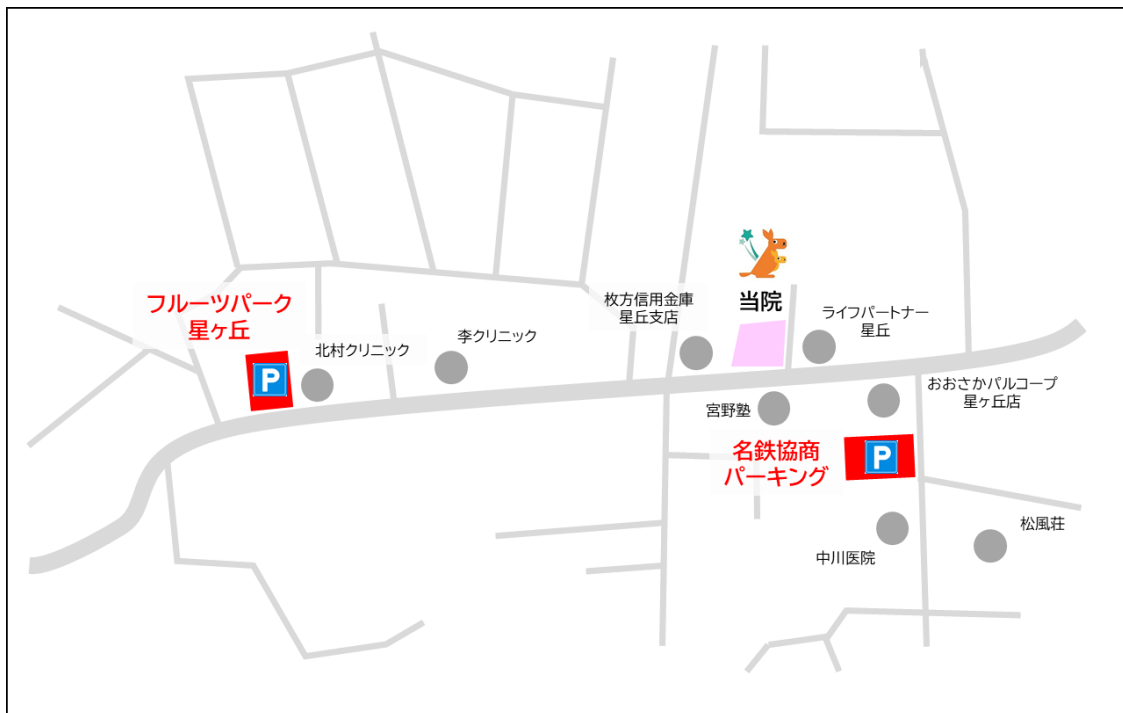 枚方信用金庫
星丘支店
当院
ライフパートナー
星丘
フルーツパーク
星ヶ丘
北村クリニック
李クリニック
P
宮野塾
おおさかパルコープ
星ヶ丘店
名鉄協商
パーキング
P
中川医院
松風荘